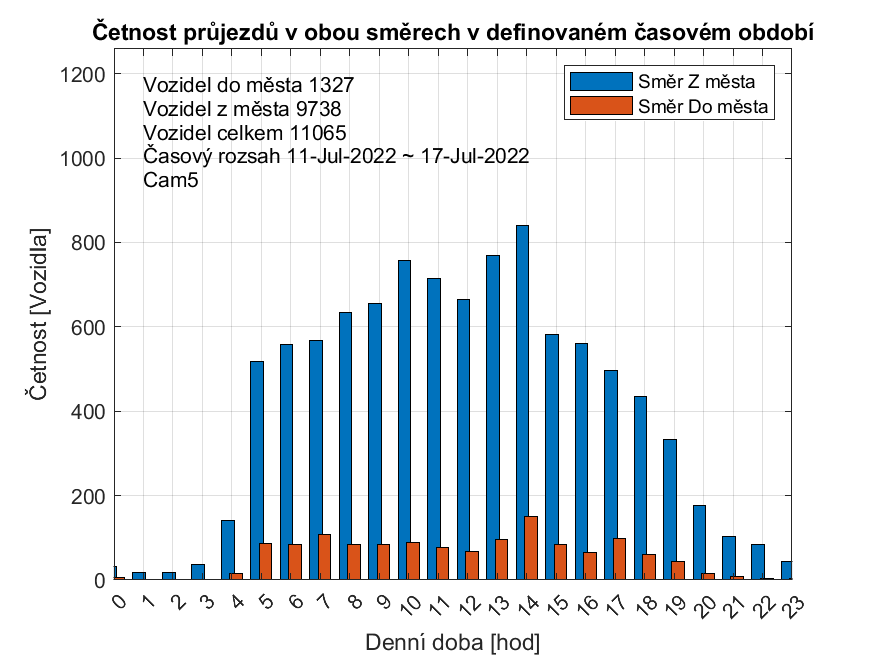 Četnost průjezdů v obou směrech v definovaném časovém období
Vozidel do města 1327
Vozidel z města 9738
Vozidel celkem 11065
Časový rozsah 11-Jul-2022 ~ 17-Jul-2022
Cam5
Směr Z města
Směr Do města
Četnost [Vozidla]
1200
1000
800
600
400
200
0
0 1 2 3 4 5 6 7 8 9 10 11 12 13 14 15 16 17 18 19 20 21 22 23
Denní doba [hod]